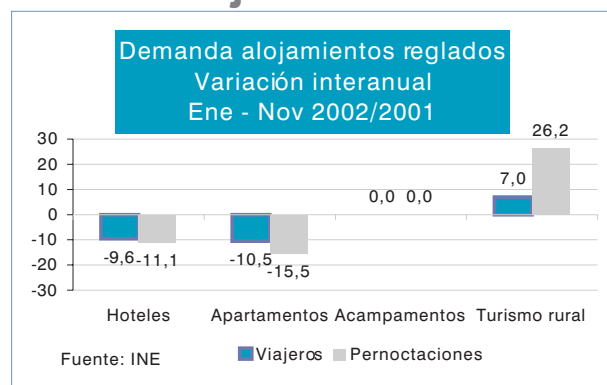 Demanda alojamientos reglados
Variación interanual
Ene - Nov 2002/2001
30
20
10
0
-10
-20
-30
-9,6
-11,1
-10,5
-15,5
0,0
0,0
7,0
26,2
Hoteles
Apartamentos
Acampamentos
Turismo rural
Fuente: INE
Viajeros
Pernoctaciones